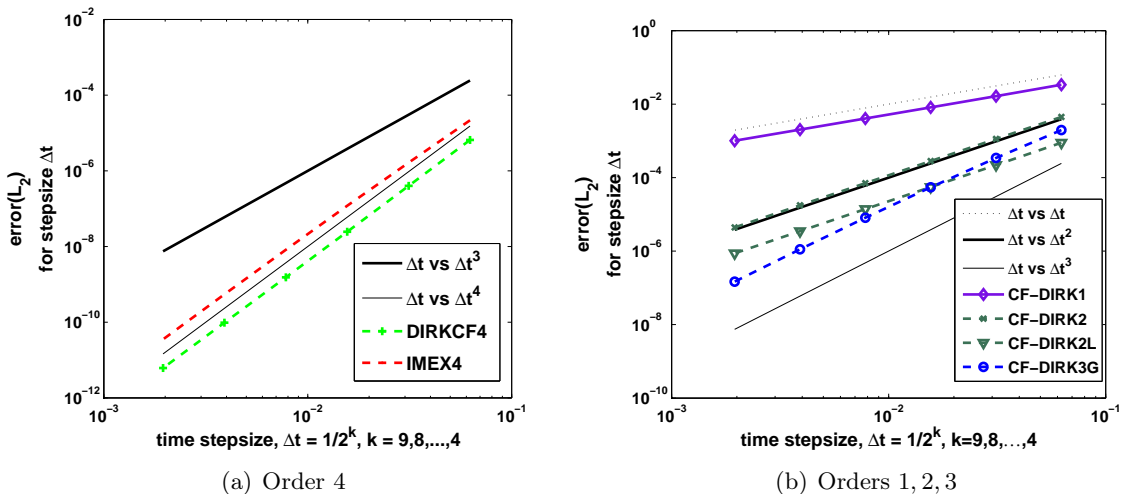 10^-2
10^-4
10^-6
10^-8
10^-10
10^-12
10^-3
10^-2
10^-1
error(L_2)
for stepsize Δt
time stepsize, Δt = 1/2^k, k = 9,8,...,4
Δt vs Δt^3
Δt vs Δt^4
DIRKCF4
IMEX4
(a) Order 4
10^0
10^-2
10^-4
10^-6
10^-8
10^-10
10^-3
10^-2
10^-1
error(L_2)
for stepsize Δt
time stepsize, Δt = 1/2^k, k=9,8,...,4
Δt vs Δt
Δt vs Δt^2
Δt vs Δt^3
CF-DIRK1
CF-DIRK2
CF-DIRK2L
CF-DIRK3G
(b) Orders 1, 2, 3